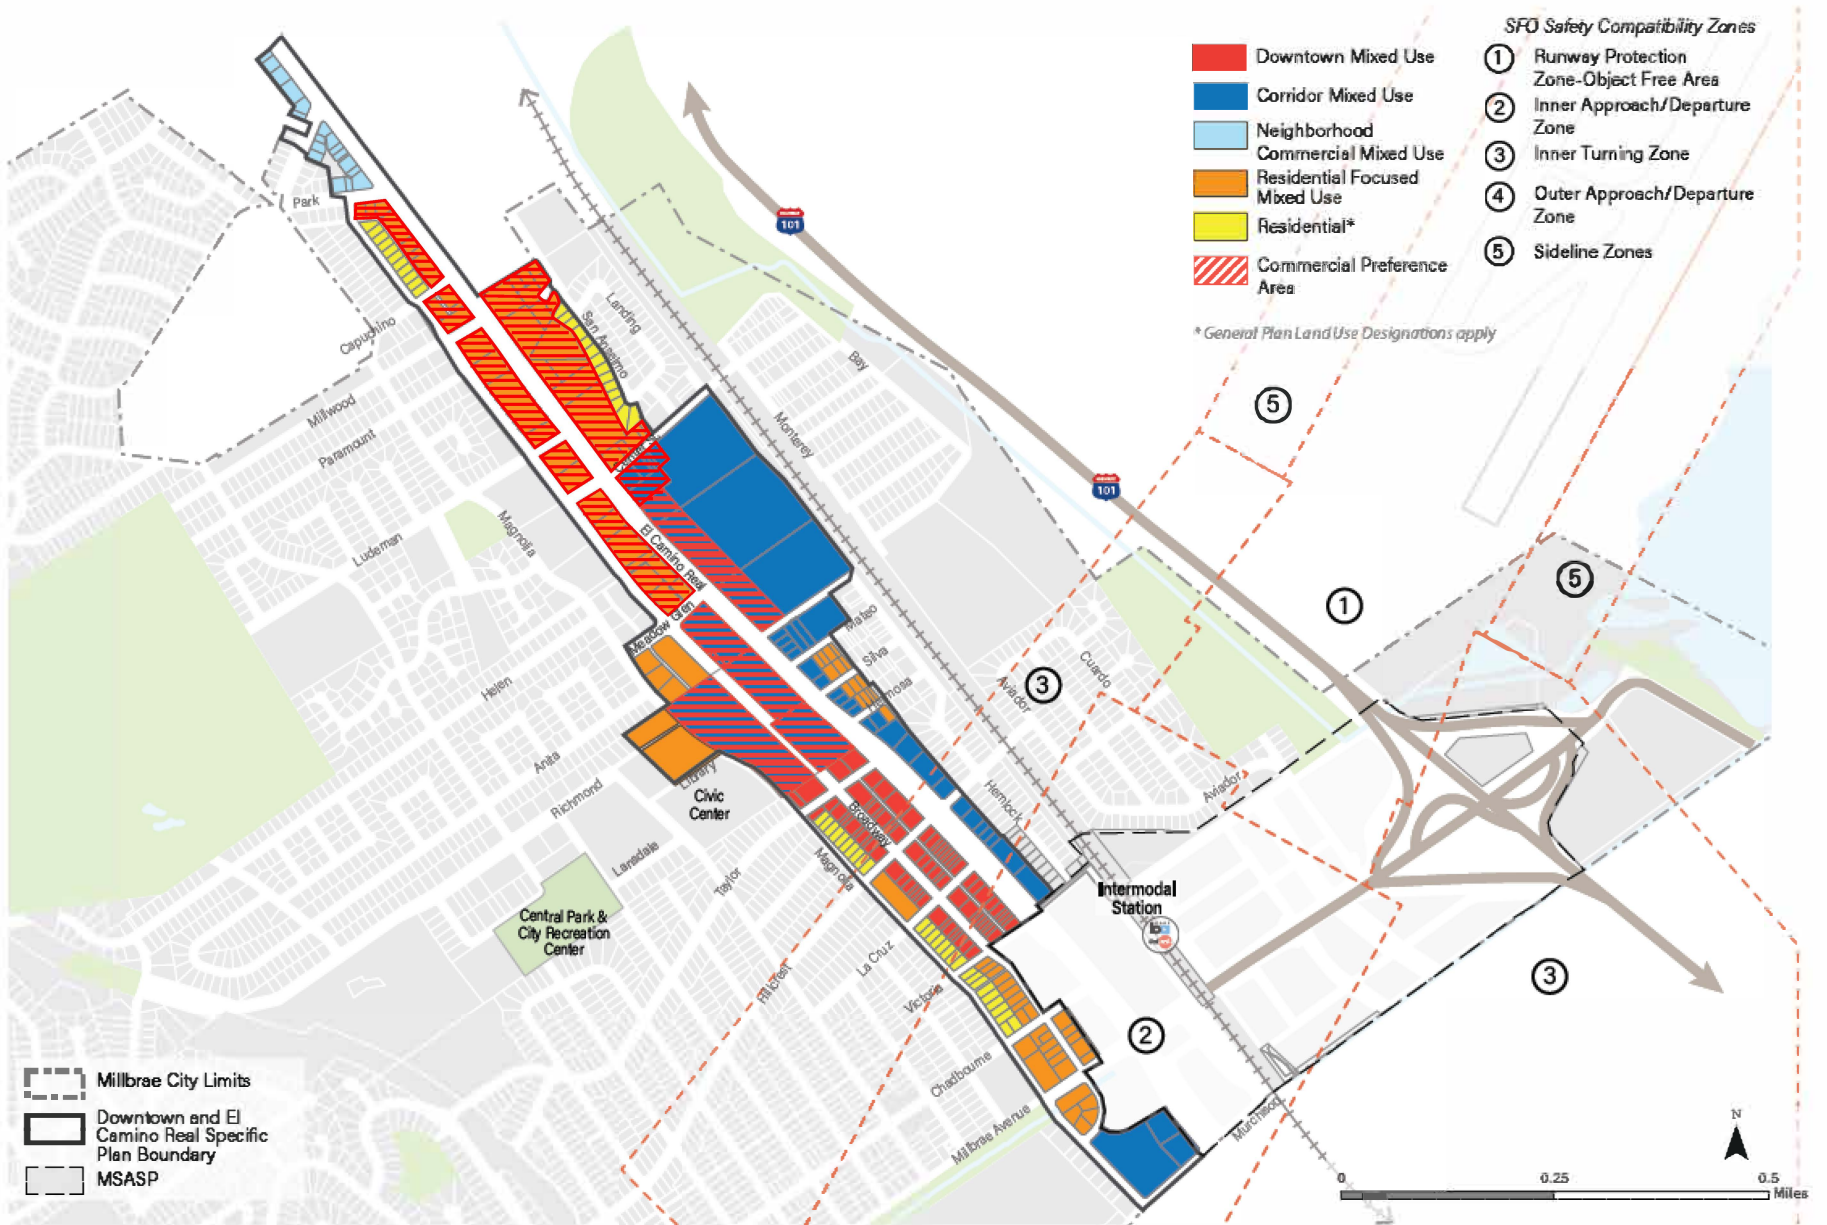 SFO Safety Compatibility Zones
Downtown Mixed Use
Corridor Mixed Use
Neighborhood
Commercial Mixed Use
Residential Focused
Mixed Use
Residential*
Commercial Preference
Area
* General Plan Land Use Designations apply
1 Runway Protection
Zone-Object Free Area
2 Inner Approach/Departure
Zone
3 Inner Turning Zone
4 Outer Approach/Departure
Zone
5 Sideline Zones
101
101
Park
Capuchino
Millwood
Paramount
Ludeman
Magnolia
Landing
San Anselmo
Bay
Monterey
Center St
El Camino Real
Meadow Glen
Mateo
Silva
Helen
Anita
Richmond
Library
Civic
Center
Broadway
Magnolia
Lansdale
Taylor
Hillcrest
La Cruz
Victoria
Chadbourne
Millbrae Avenue
Murchison
Hemlock
Aviador
Cuardo
Aviador
Intermodal
Station
Central Park &
City Recreation
Center
5
1
5
3
3
2
Millbrae City Limits
Downtown and El
Camino Real Specific
Plan Boundary
MSASP
N
0 0.25 0.5
Miles